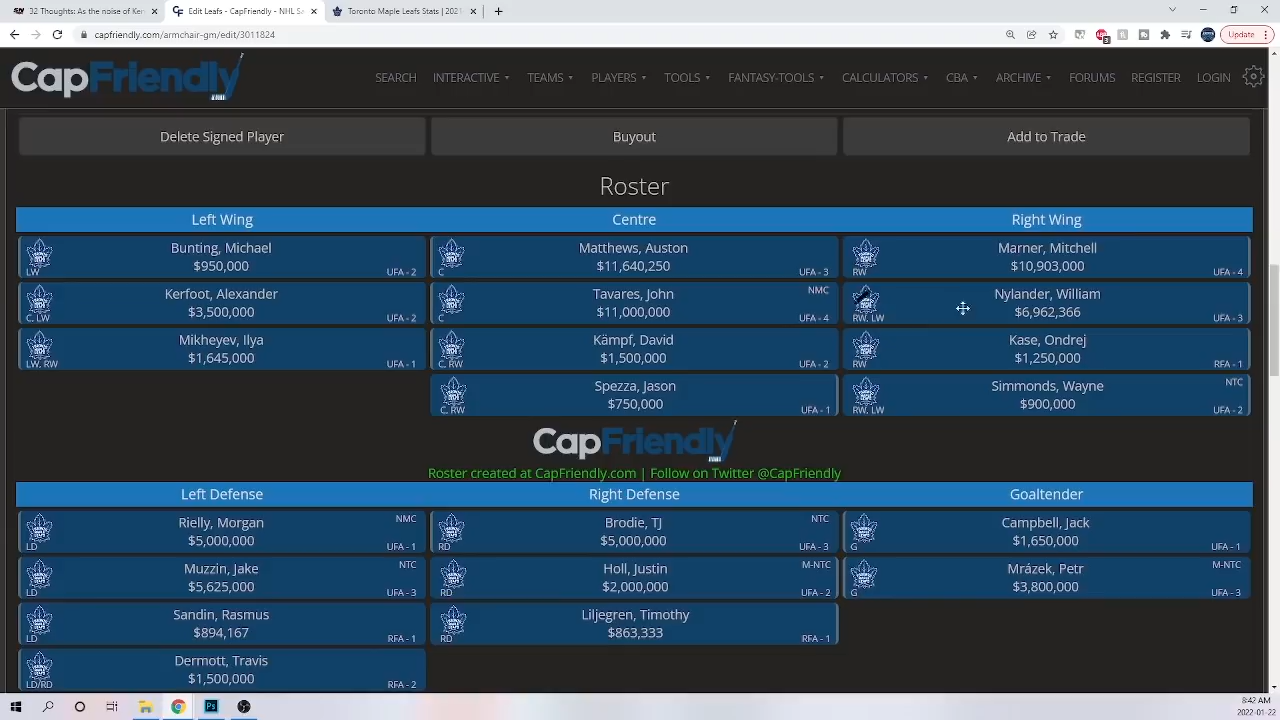 32 Thoughts: As the noise of Ker
Edit Leafs - CapFriendly - NHL Sa
Toronto Maple Leafs Stats | 2021
capfriendly.com/armchair-gm/edit/3011824
Update
CapFriendly
SEARCH
INTERACTIVE
TEAMS
PLAYERS
TOOLS
FANTASY-TOOLS
CALCULATORS
CBA
ARCHIVE
FORUMS
REGISTER
LOGIN
Delete Signed Player
Buyout
Add to Trade
Roster
Left Wing
Centre
Right Wing
Bunting, Michael
$950,000
LW
UFA - 2
Matthews, Auston
$11,640,250
C
UFA - 3
Marner, Mitchell
$10,903,000
RW
UFA - 4
Kerfoot, Alexander
$3,500,000
C, LW
UFA - 2
Tavares, John
NMC
$11,000,000
C
UFA - 4
Nylander, William
$6,962,366
RW, LW
UFA - 3
Mikheyev, Ilya
$1,645,000
LW, RW
UFA - 1
Kämpf, David
$1,500,000
C, RW
UFA - 2
Kase, Ondrej
$1,250,000
RW
RFA - 1
Spezza, Jason
$750,000
C, RW
UFA - 1
Simmonds, Wayne
NTC
$900,000
RW, LW
UFA - 2
CapFriendly
Roster created at CapFriendly.com | Follow on Twitter @CapFriendly
Left Defense
Right Defense
Goaltender
Rielly, Morgan
NMC
$5,000,000
LD
UFA - 1
Brodie, TJ
NTC
$5,000,000
RD
UFA - 3
Campbell, Jack
$1,650,000
G
UFA - 1
Muzzin, Jake
NTC
$5,625,000
LD
UFA - 3
Holl, Justin
M-NTC
$2,000,000
RD
UFA - 2
Mrázek, Petr
M-NTC
$3,800,000
G
UFA - 3
Sandin, Rasmus
$894,167
LD
RFA - 1
Liljegren, Timothy
$863,333
RD
RFA - 1
Dermott, Travis
$1,500,000
LD/RD
RFA - 2
8:42 AM
2022-01-22